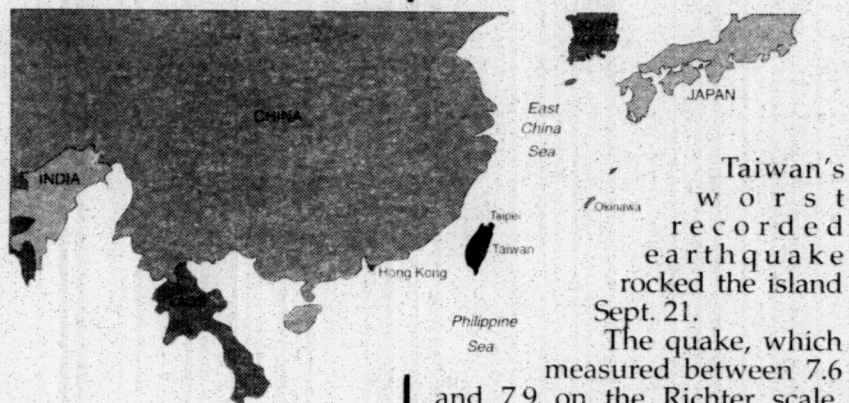 CHINA
INDIA
JAPAN
East
China
Sea
Okinawa
Taipei
Taiwan
Hong Kong
Philippine
Sea
Taiwan's
worst
recorded
earthquake
rocked the island
Sept. 21.
The quake, which
measured between 7.6
and 7.9 on the Richter scale,